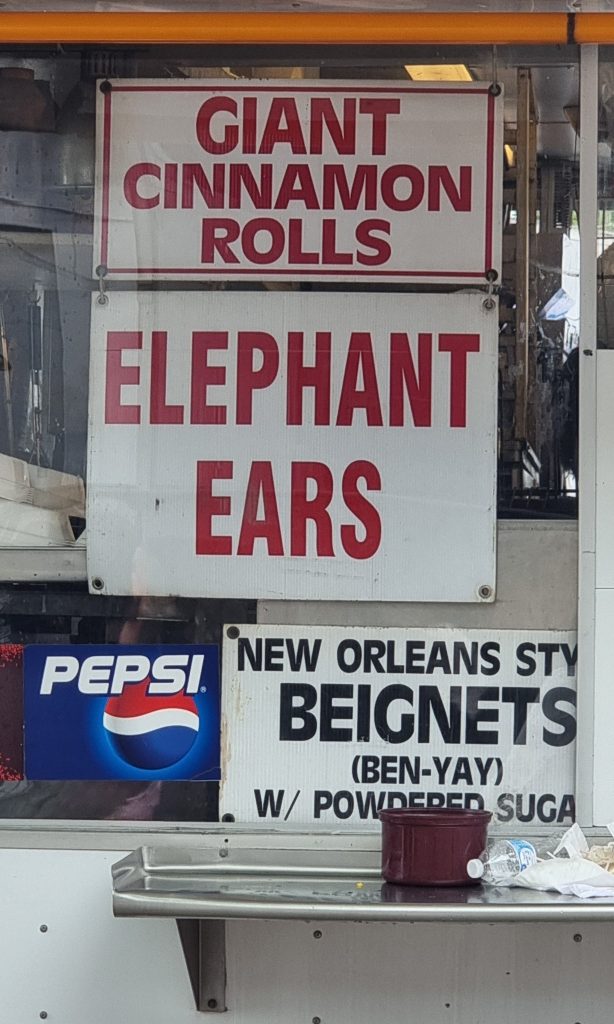 GIANT
CINNAMON
ROLLS
ELEPHANT
EARS
PEPSI
NEW ORLEANS STY
BEIGNETS
(BEN-YAY)
W/ POWDERED SUGA